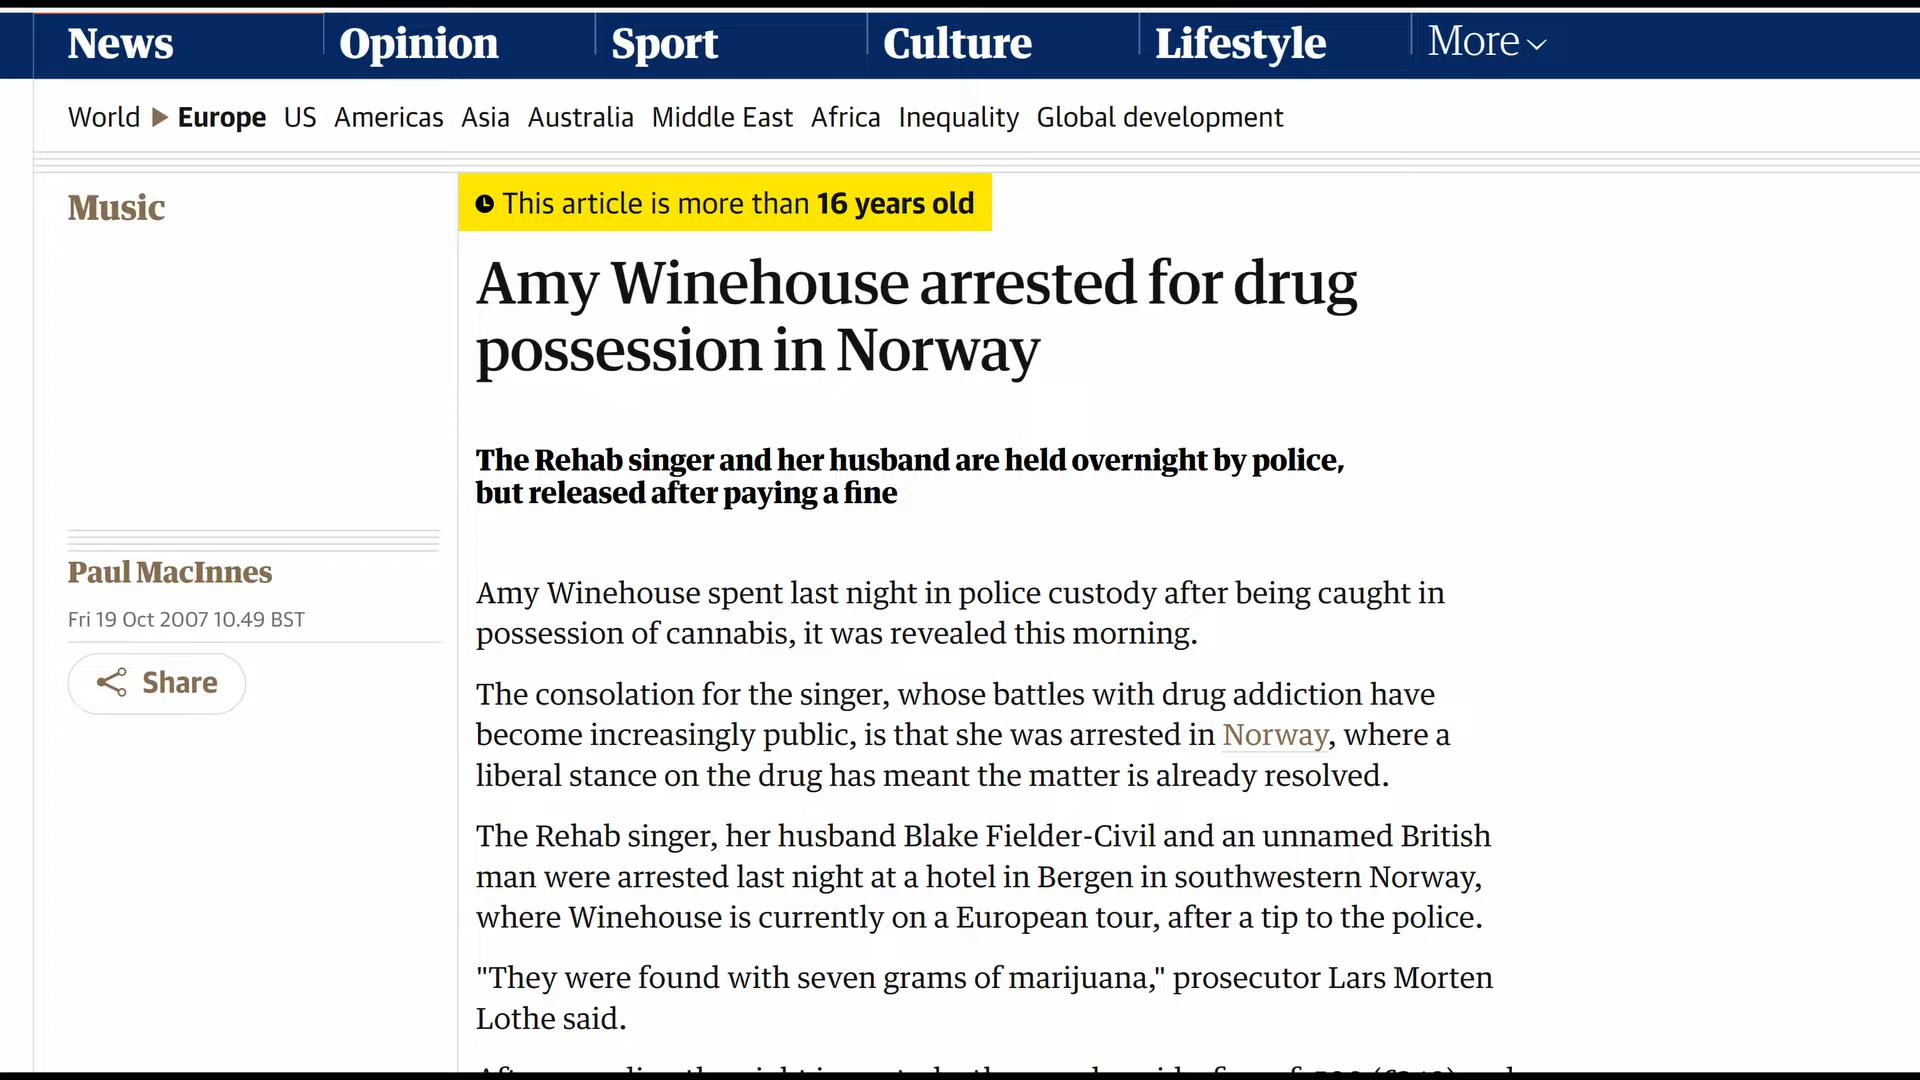 News Opinion Sport Culture Lifestyle More
World Europe US Americas Asia Australia Middle East Africa Inequality Global development
Music
This article is more than 16 years old
Amy Winehouse arrested for drug
possession in Norway
The Rehab singer and her husband are held overnight by police,
but released after paying a fine
Paul MacInnes
Fri 19 Oct 2007 10.49 BST
Share
Amy Winehouse spent last night in police custody after being caught in
possession of cannabis, it was revealed this morning.
The consolation for the singer, whose battles with drug addiction have
become increasingly public, is that she was arrested in Norway, where a
liberal stance on the drug has meant the matter is already resolved.
The Rehab singer, her husband Blake Fielder-Civil and an unnamed British
man were arrested last night at a hotel in Bergen in southwestern Norway,
where Winehouse is currently on a European tour, after a tip to the police.
"They were found with seven grams of marijuana," prosecutor Lars Morten
Lothe said.